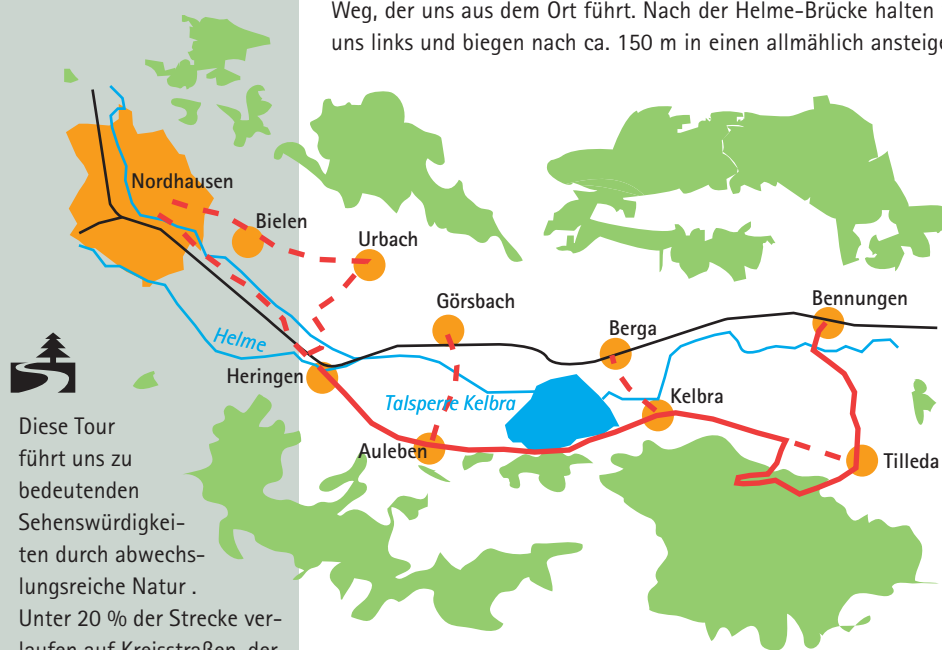 Weg, der uns aus dem Ort führt. Nach der Helme-Brücke halten
uns links und biegen nach ca. 150 m in einen allmählich ansteige
Nordhausen
Bielen
Urbach
Görsbach
Bennungen
Berga
Helme
Heringen
Talsperre Kelbra
Kelbra
Auleben
Tilleda
Diese Tour
führt uns zu
bedeutenden
Sehenswürdigkei-
ten durch abwechs-
lungsreiche Natur .
Unter 20 % der Strecke ver-
laufen auf Kreisstraßen, der